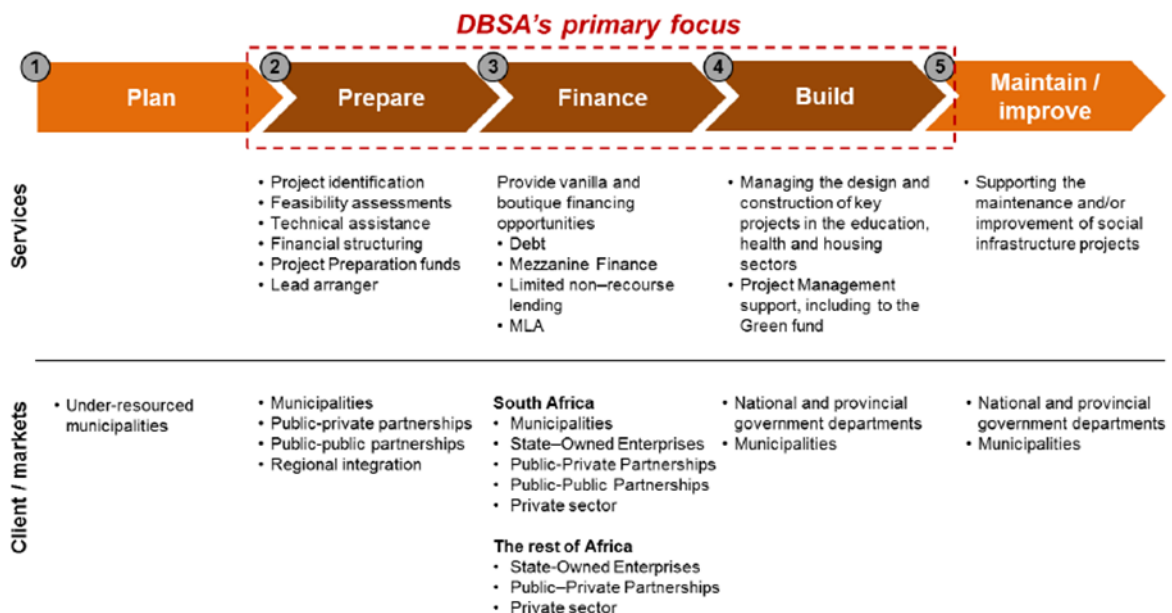 DBSA's primary focus
1
Plan
2
Prepare
3
Finance
4
Build
5
Maintain /
improve
Services
• Project identification
• Feasibility assessments
• Technical assistance
• Financial structuring
• Project Preparation funds
• Lead arranger
Provide vanilla and
boutique financing
opportunities
• Debt
• Mezzanine Finance
• Limited non–recourse
lending
• MLA
• Managing the design and
construction of key
projects in the education,
health and housing
sectors
• Project Management
support, including to the
Green fund
• Supporting the
maintenance and/or
improvement of social
infrastructure projects
Client / markets
• Under-resourced
municipalities
• Municipalities
• Public-private partnerships
• Public-public partnerships
• Regional integration
South Africa
• Municipalities
• State–Owned Enterprises
• Public-Private Partnerships
• Public-Public Partnerships
• Private sector
The rest of Africa
• State-Owned Enterprises
• Public–Private Partnerships
• Private sector
• National and provincial
government departments
• Municipalities
• National and provincial
government departments
• Municipalities